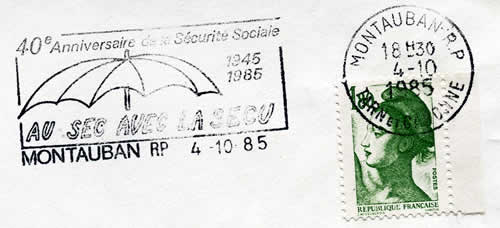 40e Anniversaire de la Sécurité Sociale
1945
1985
AU SEC AVEC LA SECU
MONTAUBAN RP 4-10-85
MONTAUBAN-R.P
18H30
4-10
1985
POSTES
REPUBLIQUE FRANÇAISE